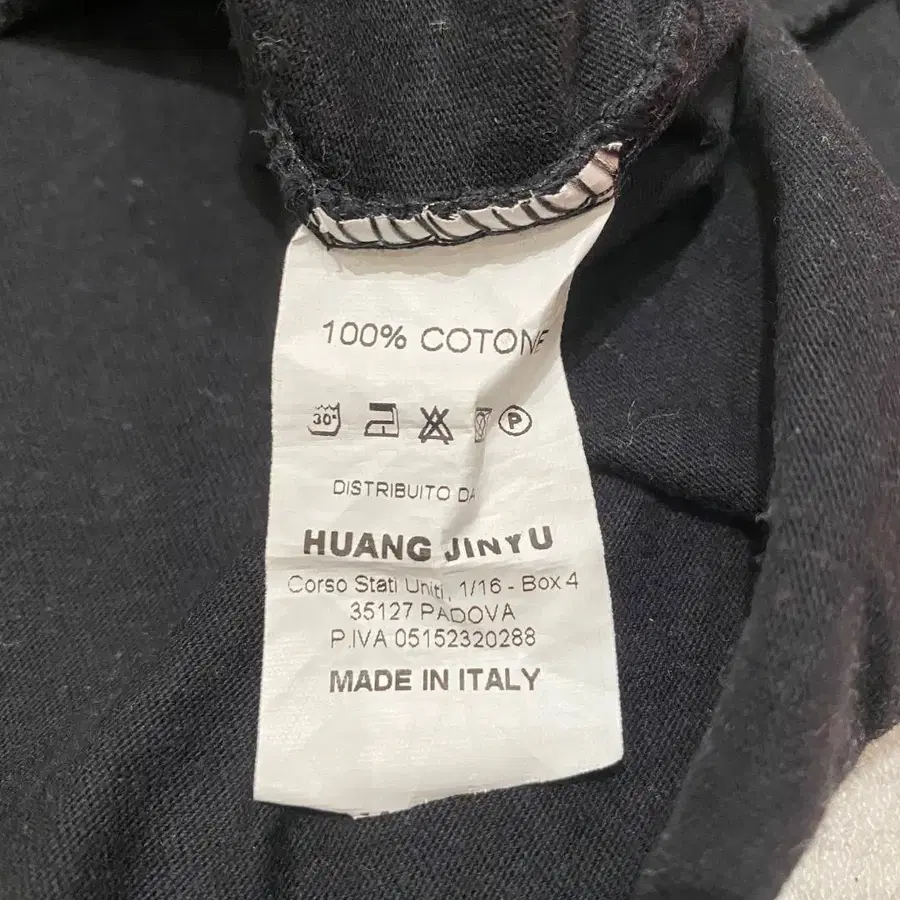 100% COTONE
30° P
DISTRIBUITO DA
HUANG JINYU
Corso Stati Uniti, 1/16 - Box 4
35127 PADOVA
P.IVA 05152320288
MADE IN ITALY